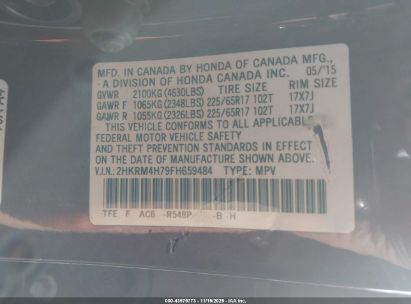 MFD. IN CANADA BY HONDA OF CANADA MFG.,
- A DIVISION OF HONDA CANADA INC. 05/'15
GVWR 2100KG (4630LBS) TIRE SIZE RIM SIZE
GAWR F 1065KG (2348LBS) 225/65R17 102T 17X7J
GAWR R 1055KG (2326LBS) 225/65R17 102T 17X7J
THIS VEHICLE CONFORMS TO ALL APPLICABLE
FEDERAL MOTOR VEHICLE SAFETY
AND THEFT PREVENTION STANDARDS IN EFFECT ON
THE DATE OF MANUFACTURE SHOWN ABOVE.
V.I.N.: 2HKRM4H79FH659484 TYPE: MPV
TFE F AC6 -R548P -B -H